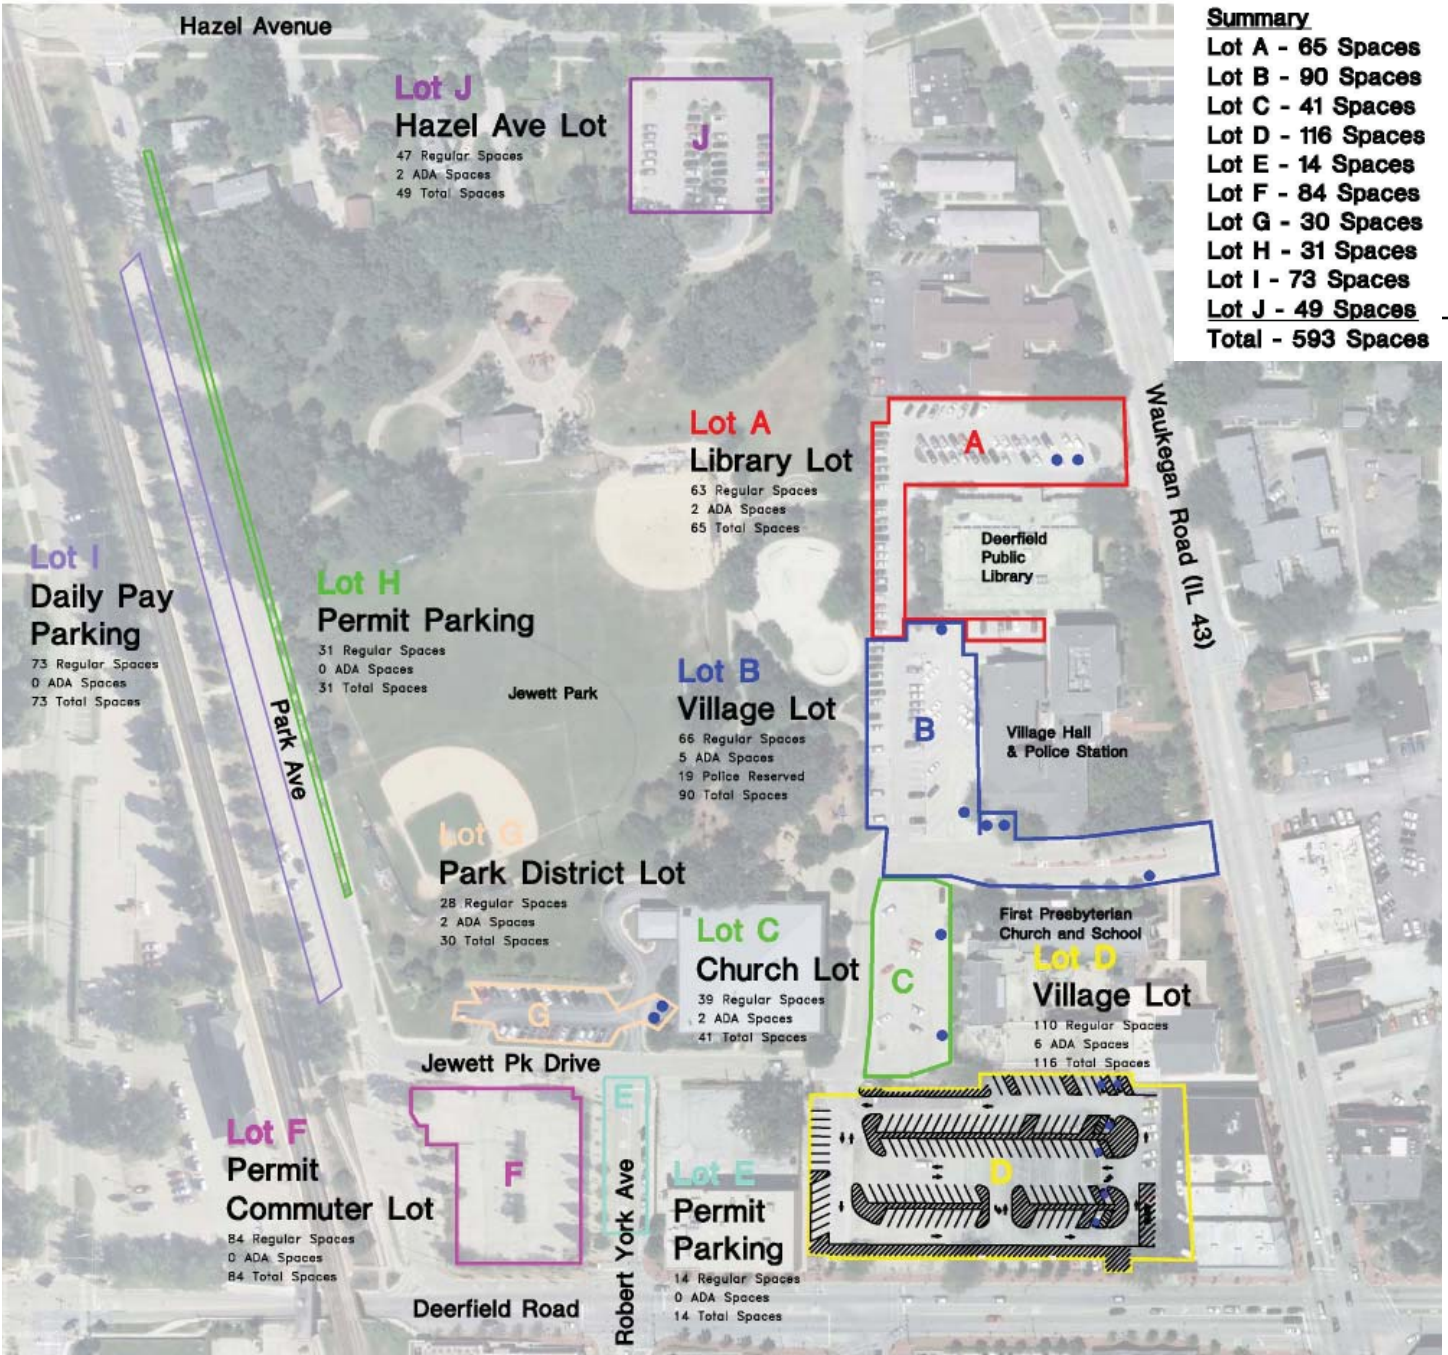 Hazel Avenue
Summary
Lot A - 65 Spaces
Lot B - 90 Spaces
Lot C - 41 Spaces
Lot D - 116 Spaces
Lot E - 14 Spaces
Lot F - 84 Spaces
Lot G - 30 Spaces
Lot H - 31 Spaces
Lot I - 73 Spaces
Lot J - 49 Spaces
Total - 593 Spaces
Lot J
Hazel Ave Lot
47 Regular Spaces
2 ADA Spaces
49 Total Spaces
J
Lot A
Library Lot
63 Regular Spaces
2 ADA Spaces
65 Total Spaces
A
Waukegan Road (IL 43)
Deerfield
Public
Library
Lot I
Daily Pay
Parking
73 Regular Spaces
0 ADA Spaces
73 Total Spaces
Lot H
Permit Parking
31 Regular Spaces
0 ADA Spaces
31 Total Spaces
Park Ave
Jewett Park
Lot B
Village Lot
66 Regular Spaces
5 ADA Spaces
19 Police Reserved
90 Total Spaces
B
Village Hall
& Police Station
Lot G
Park District Lot
28 Regular Spaces
2 ADA Spaces
30 Total Spaces
G
Lot C
Church Lot
39 Regular Spaces
2 ADA Spaces
41 Total Spaces
C
First Presbyterian
Church and School
Lot D
Village Lot
110 Regular Spaces
6 ADA Spaces
116 Total Spaces
D
Jewett Pk Drive
Lot F
Permit
Commuter Lot
84 Regular Spaces
0 ADA Spaces
84 Total Spaces
F
E
Robert York Ave
Lot E
Permit
Parking
14 Regular Spaces
0 ADA Spaces
14 Total Spaces
Deerfield Road